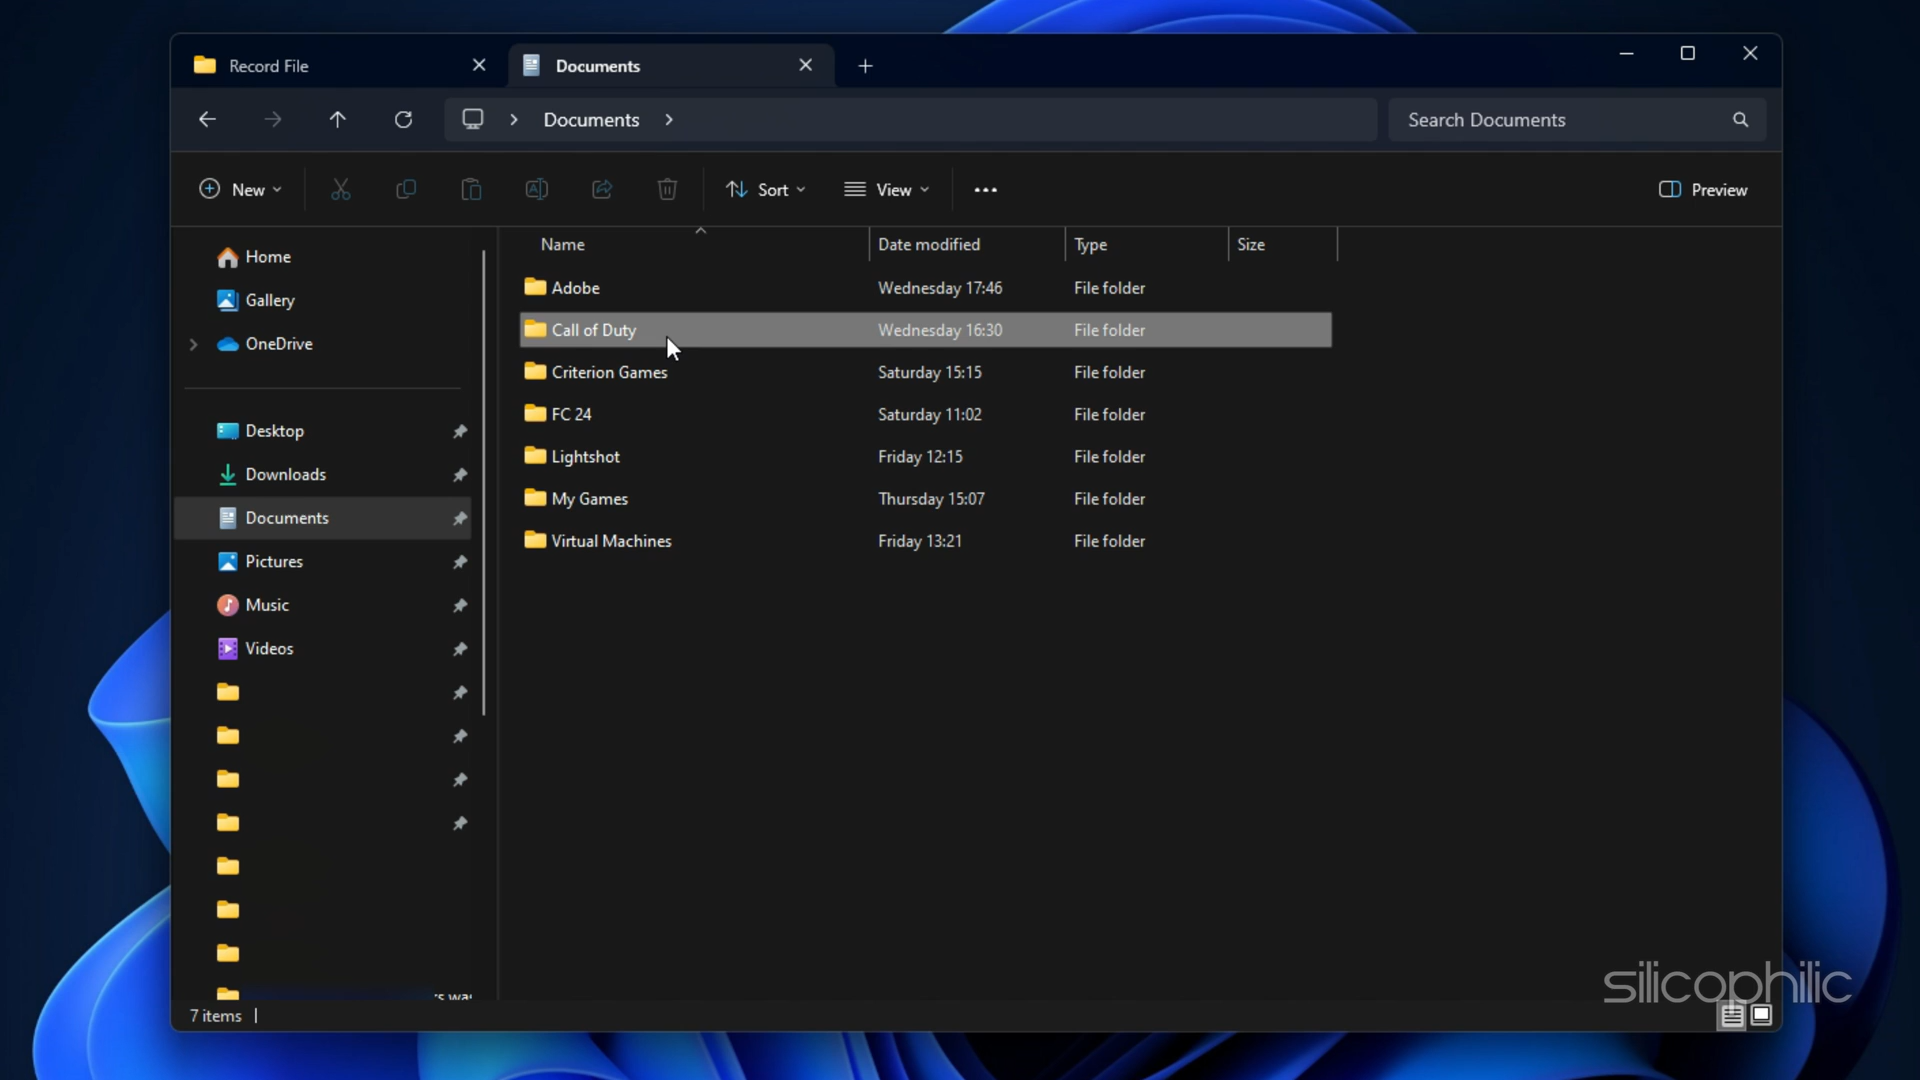 Record File
Documents
Documents
Search Documents
New
Sort
View
Preview
Name
Date modified
Type
Size
Home
Gallery
OneDrive
Desktop
Downloads
Documents
Pictures
Music
Videos
Adobe Wednesday 17:46 File folder
Call of Duty Wednesday 16:30 File folder
Criterion Games Saturday 15:15 File folder
FC 24 Saturday 11:02 File folder
Lightshot Friday 12:15 File folder
My Games Thursday 15:07 File folder
Virtual Machines Friday 13:21 File folder
7 items
silicophilic